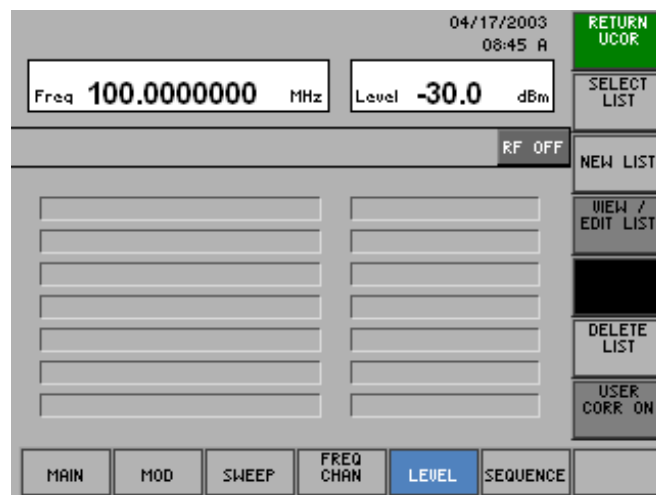 04/17/2003
08:45 A
Freq 100.0000000 MHz
Level -30.0 dBm
RF OFF
RETURN
UCOR
SELECT
LIST
NEW LIST
VIEW /
EDIT LIST
DELETE
LIST
USER
CORR ON
MAIN
MOD
SWEEP
FREQ
CHAN
LEVEL
SEQUENCE